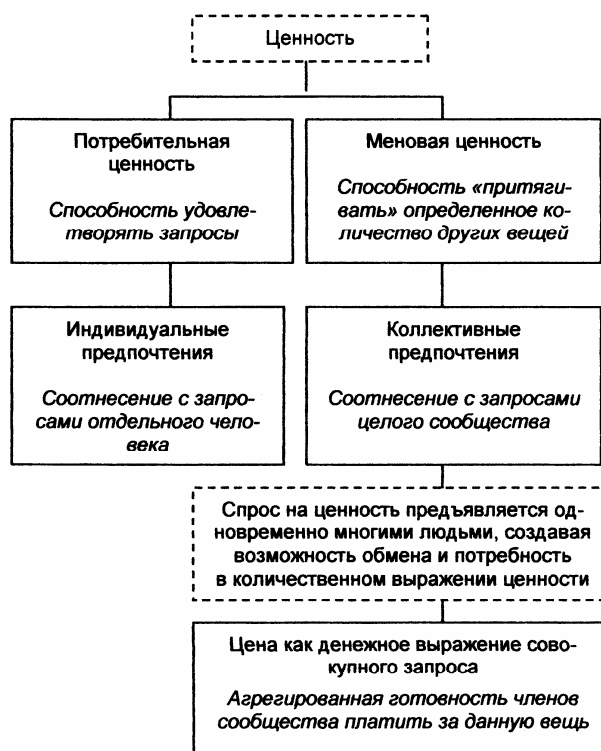 Ценность
Потребительная
ценность
Способность удовле-
творять запросы
Меновая ценность
Способность «притяги-
вать» определенное ко-
личество других вещей
Индивидуальные
предпочтения
Соотнесение с запро-
сами отдельного чело-
века
Коллективные
предпочтения
Соотнесение с запросами
целого сообщества
Спрос на ценность предъявляется од-
новременно многими людьми, создавая
возможность обмена и потребность
в количественном выражении ценности
Цена как денежное выражение сово-
купного запроса
Агрегированная готовность членов
сообщества платить за данную вещь